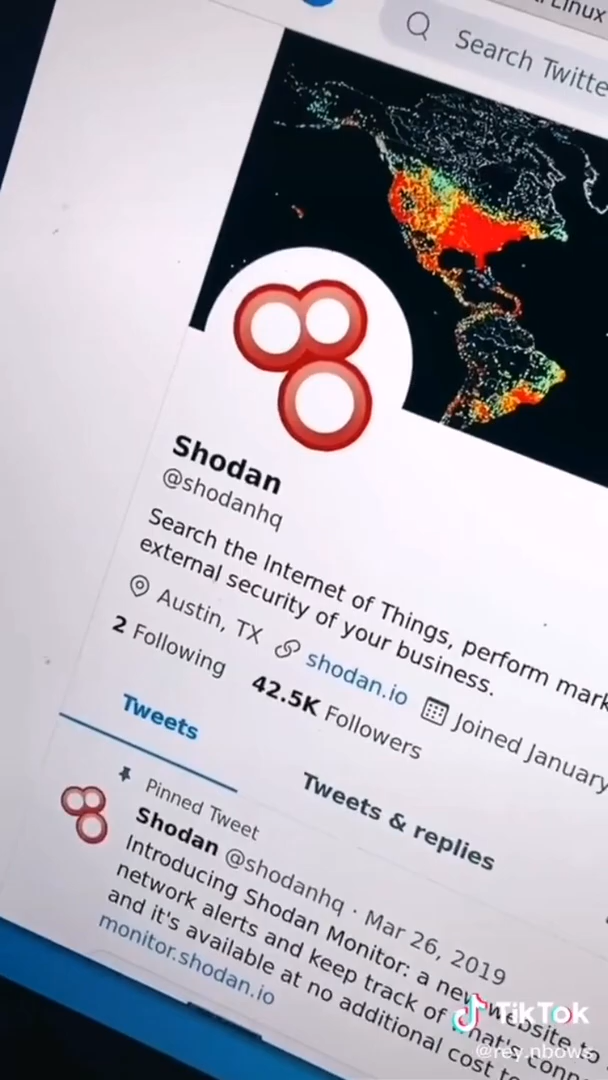 Linux
Search Twitte
Shodan
@shodanhq
Search the Internet of Things, perform mark
external security of your business.
Austin, TX shodan.io Joined January
2 Following 42.5K Followers
Tweets Tweets & replies
Pinned Tweet
Shodan @shodanhq · Mar 26, 2019
Introducing Shodan Monitor: a new website to
network alerts and keep track of what's conn
and it's available at no additional cost to
monitor.shodan.io
TikTok
@rey.nbows